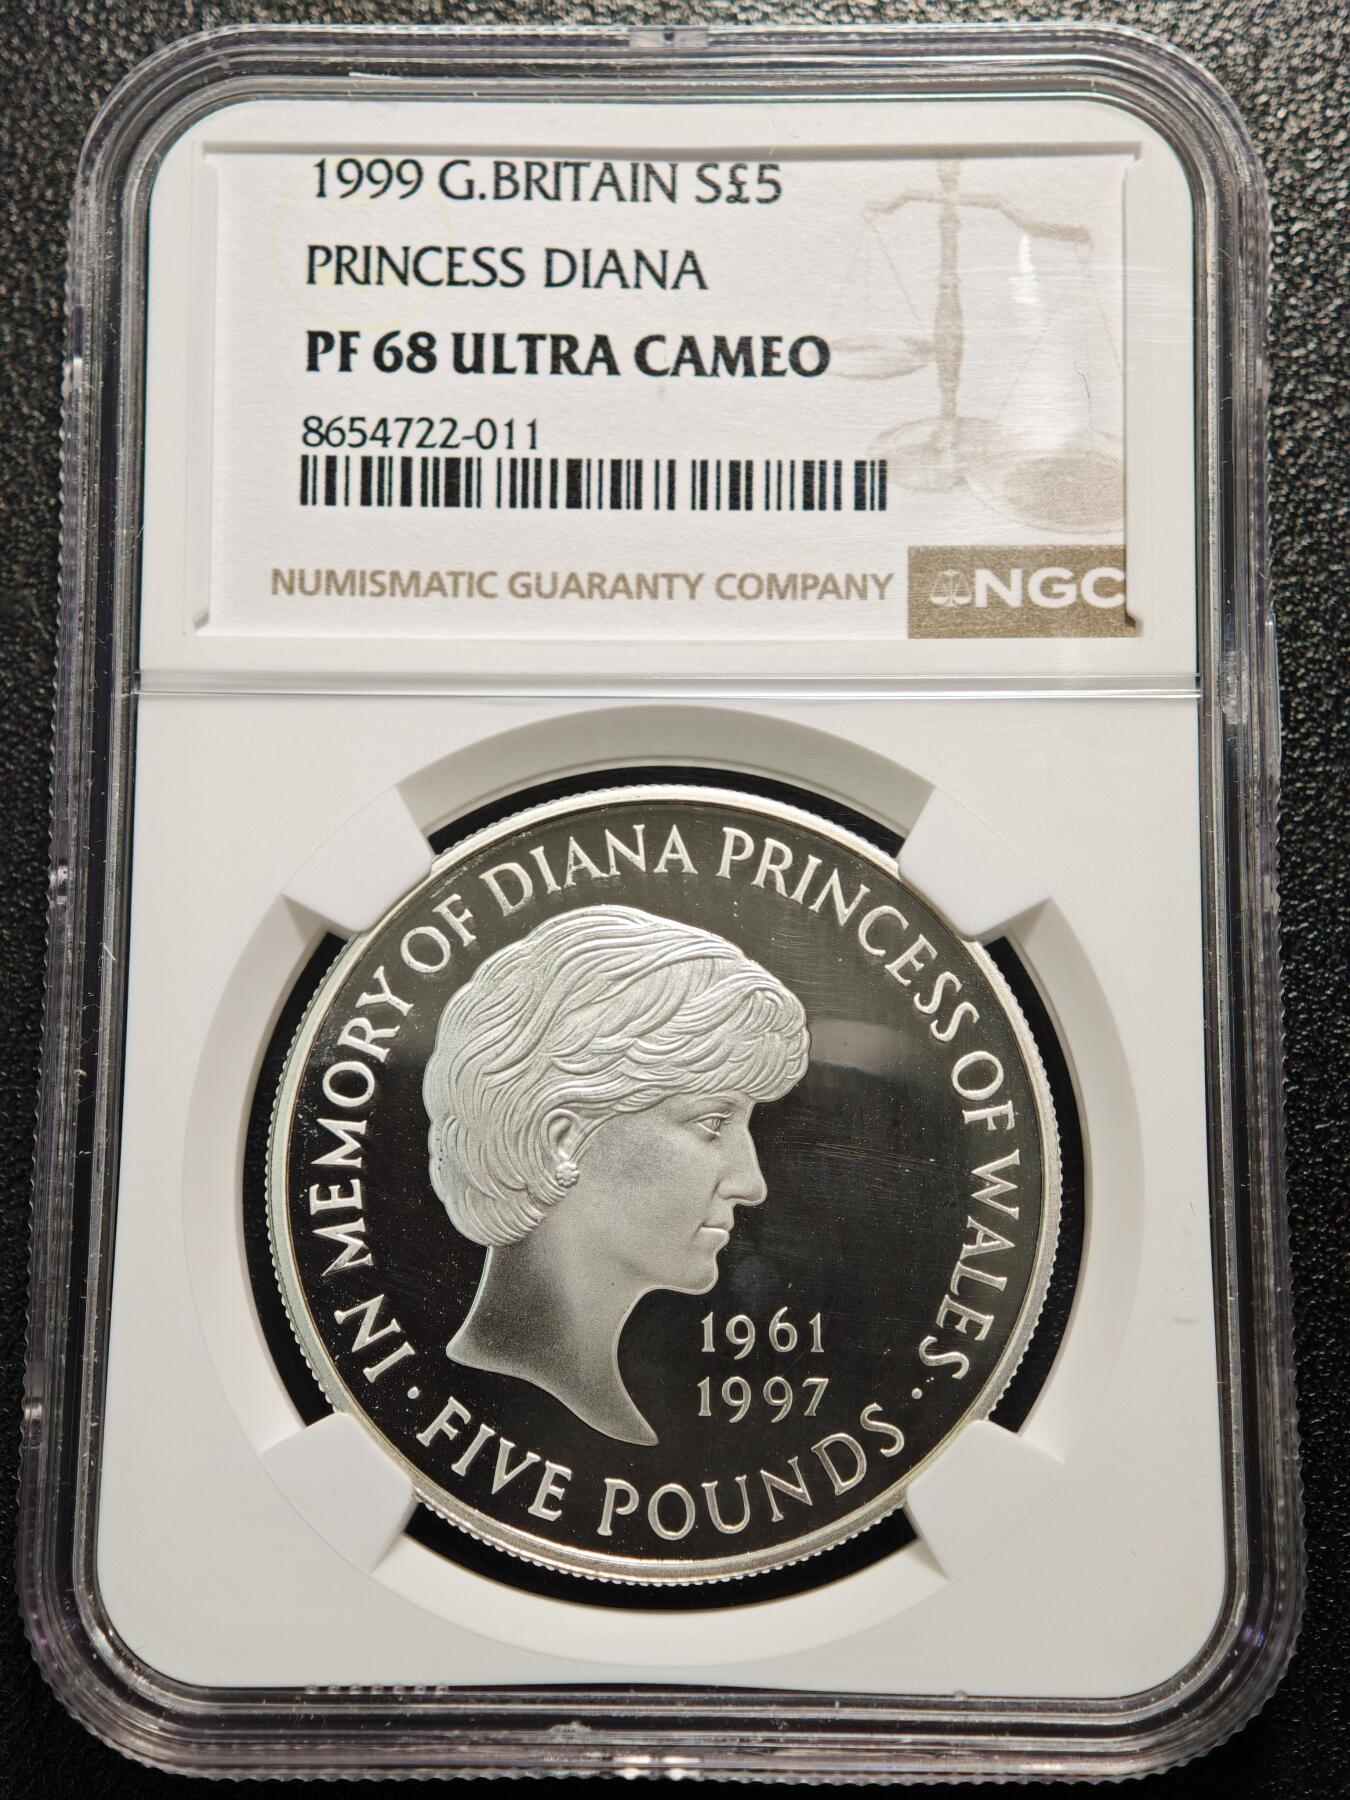 1999 G.BRITAIN S£5
PRINCESS DIANA
PF 68 ULTRA CAMEO
8654722-011
NUMISMATIC GUARANTY COMPANY
NGC
IN MEMORY OF DIANA PRINCESS OF WALES
1961
1997
· FIVE POUNDS ·